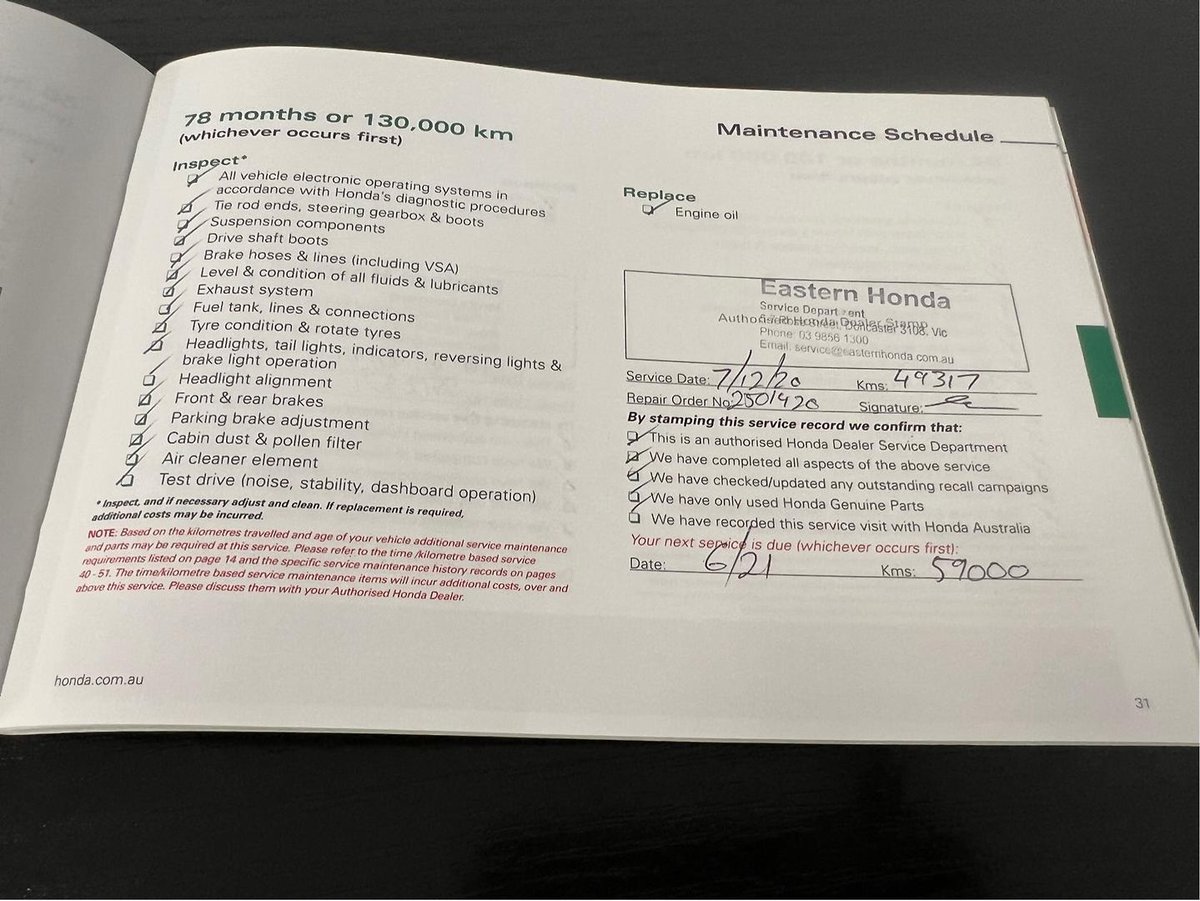 78 months or 130,000 km
(whichever occurs first)
Inspect*
All vehicle electronic operating systems in
accordance with Honda's diagnostic procedures
Tie rod ends, steering gearbox & boots
Suspension components
Drive shaft boots
Brake hoses & lines (including VSA)
Level & condition of all fluids & lubricants
Exhaust system
Fuel tank, lines & connections
Tyre condition & rotate tyres
Headlights, tail lights, indicators, reversing lights &
brake light operation
Headlight alignment
Front & rear brakes
Parking brake adjustment
Cabin dust & pollen filter
Air cleaner element
Test drive (noise, stability, dashboard operation)
* Inspect, and if necessary adjust and clean. If replacement is required,
additional costs may be incurred.
NOTE: Based on the kilometres travelled and age of your vehicle additional service maintenance
and parts may be required at this service. Please refer to the time /kilometre based service
requirements listed on page 14 and the specific service maintenance history records on pages
40 - 51. The time/kilometre based service maintenance items will incur additional costs, over and
above this service. Please discuss them with your Authorised Honda Dealer.
honda.com.au
Maintenance Schedule
Replace
Engine oil
Eastern Honda
Service Depart ent
Authorised Honda Dealer Stamp
Doncaster 3108. Vic
Phone: 03 9856 1300
Email: service@easternhonda.com.au
Service Date: 7/12/20 Kms: 49317
Repair Order No: 2501420 Signature:
By stamping this service record we confirm that:
This is an authorised Honda Dealer Service Department
We have completed all aspects of the above service
We have checked/updated any outstanding recall campaigns
We have only used Honda Genuine Parts
We have recorded this service visit with Honda Australia
Your next service is due (whichever occurs first):
Date: 6/21 Kms: 59000
31